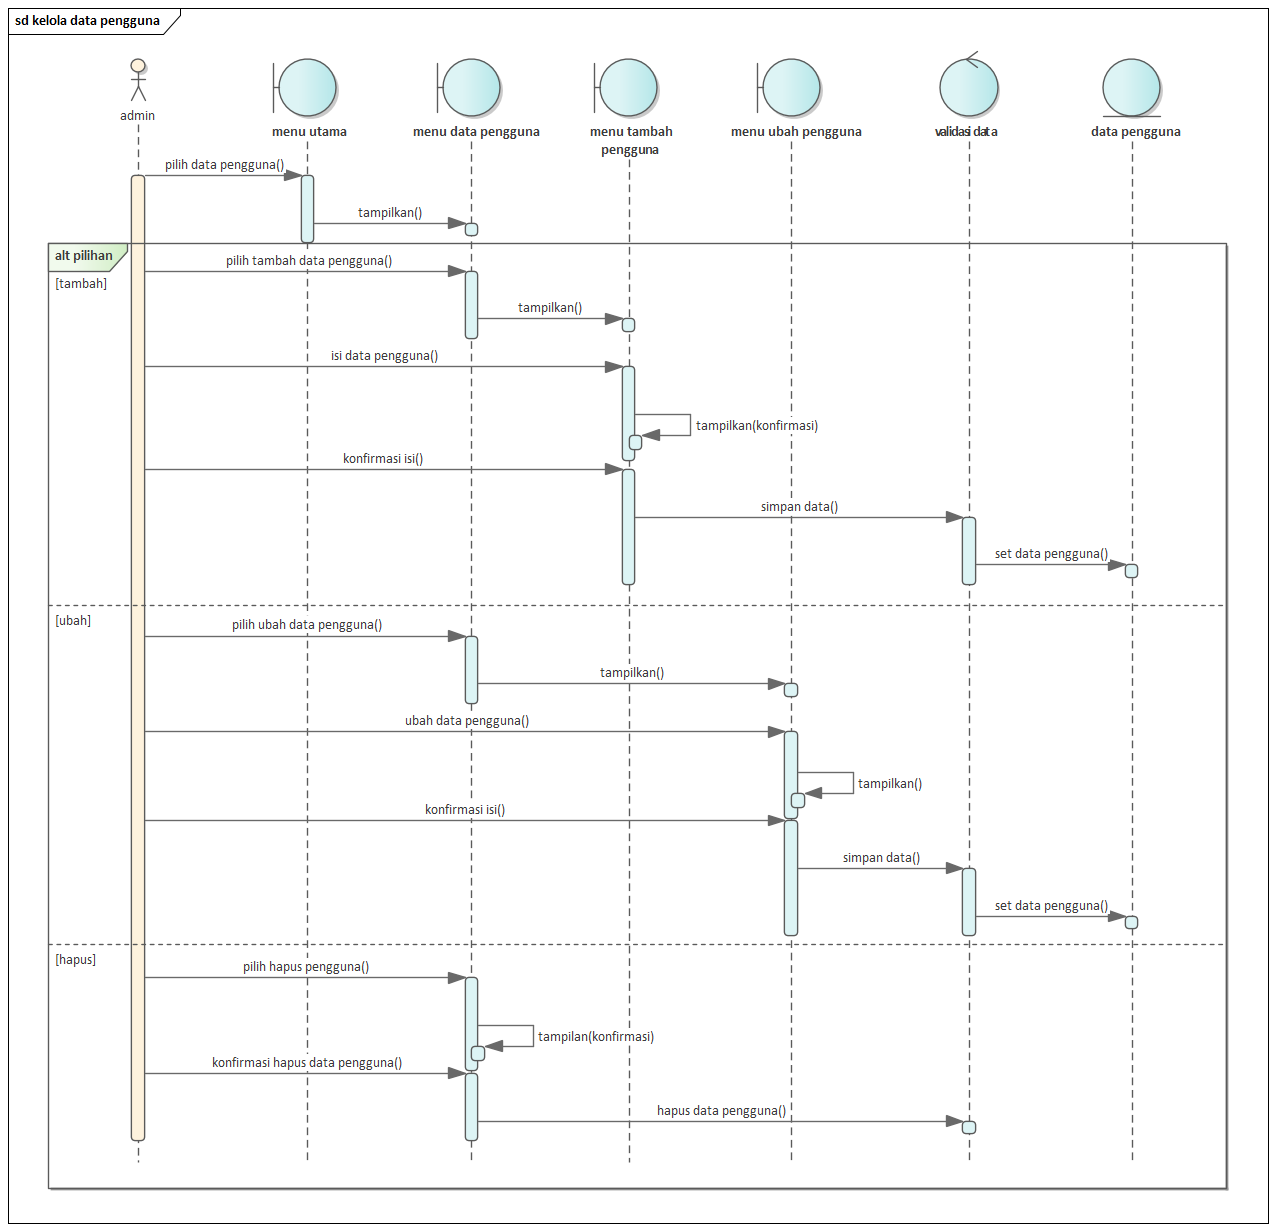 sd kelola data pengguna
admin
menu utama
menu data pengguna
menu tambah
pengguna
menu ubah pengguna
validasi data
data pengguna
pilih data pengguna()
tampilkan()
alt pilihan
pilih tambah data pengguna()
[tambah]
tampilkan()
isi data pengguna()
tampilkan(konfirmasi)
konfirmasi isi()
simpan data()
set data pengguna()
[ubah]
pilih ubah data pengguna()
tampilkan()
ubah data pengguna()
tampilkan()
konfirmasi isi()
simpan data()
set data pengguna()
[hapus]
pilih hapus pengguna()
tampilan(konfirmasi)
konfirmasi hapus data pengguna()
hapus data pengguna()